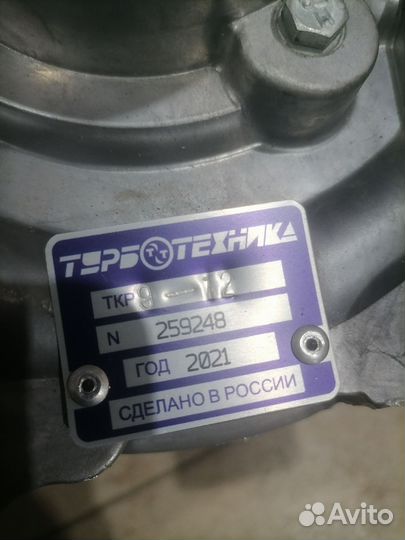 ТУРБОТЕХНИКА
ТКР 9-12
N 259248
ГОД 2021
СДЕЛАНО В РОССИИ
Avito